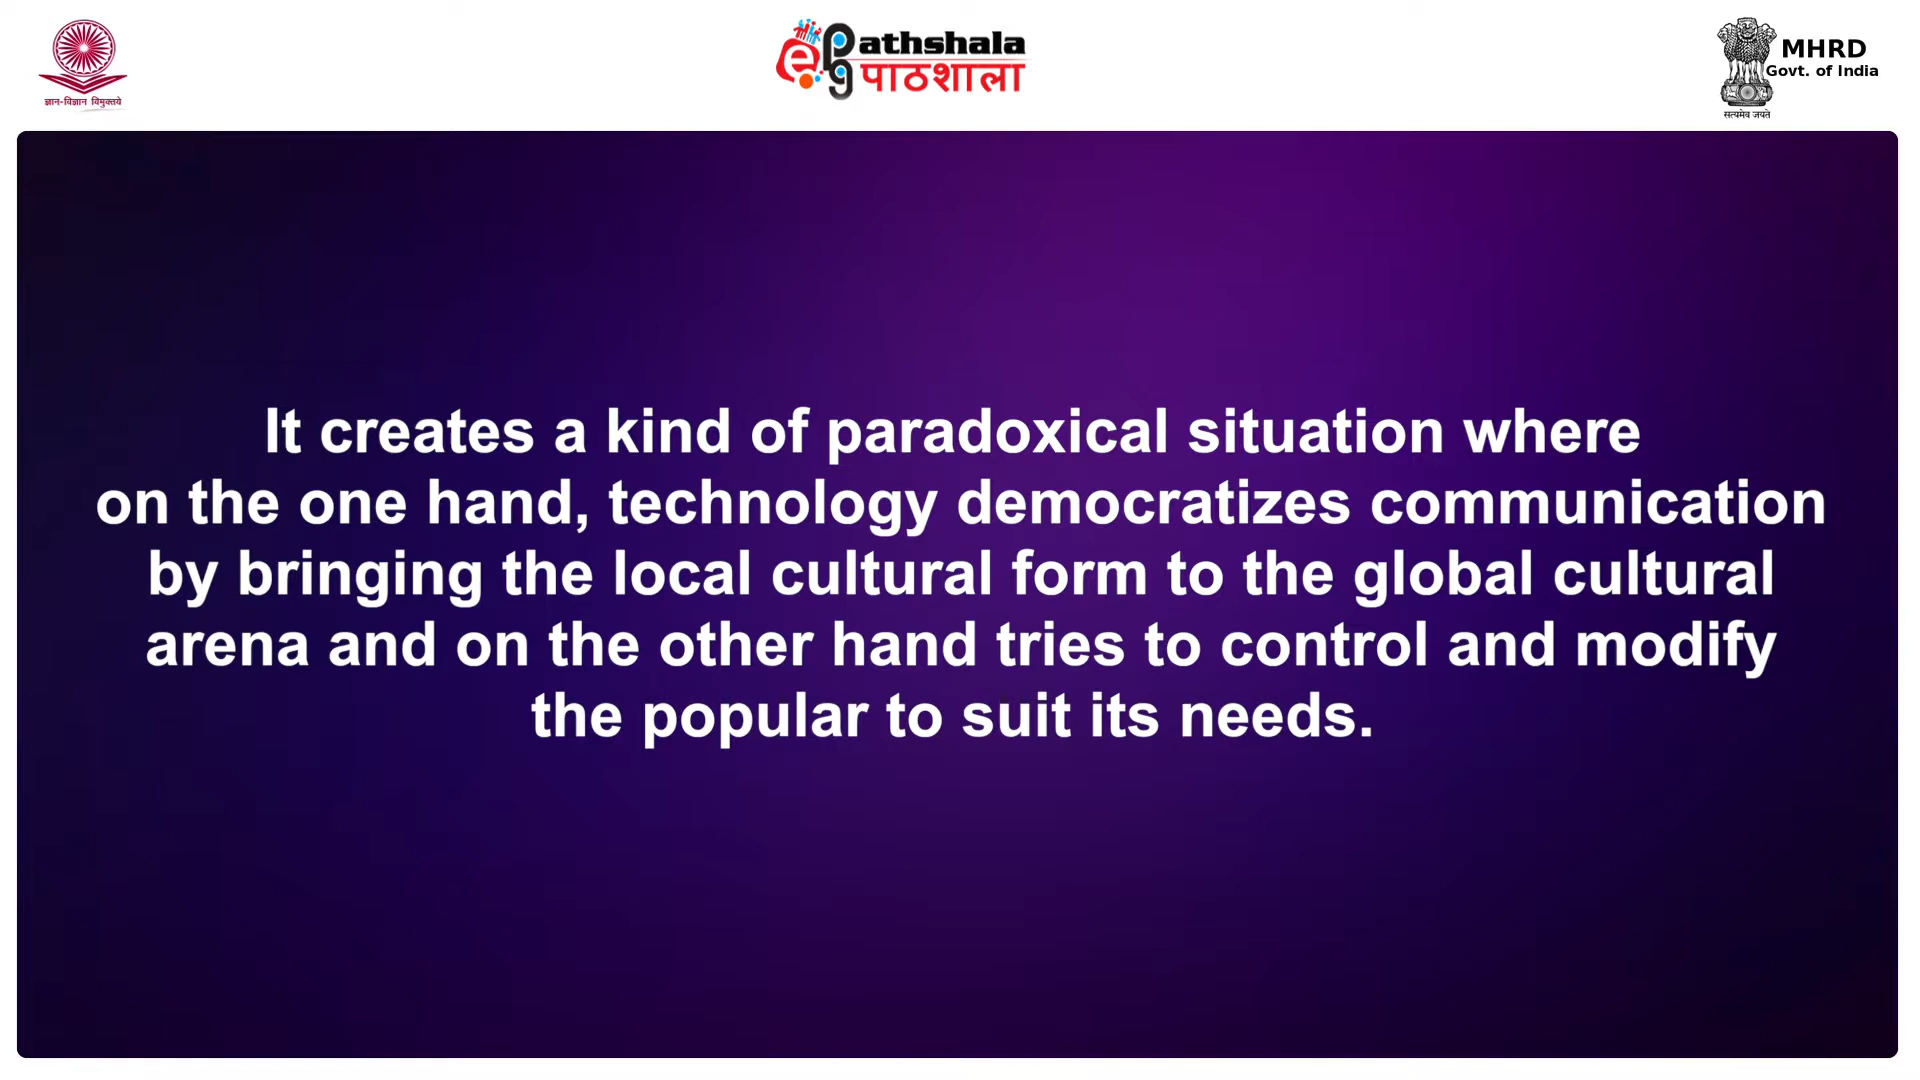 ज्ञान-विज्ञान विमुक्तये
ePG athshala
पाठशाला
MHRD
Govt. of India
सत्यमेव जयते
It creates a kind of paradoxical situation where
on the one hand, technology democratizes communication
by bringing the local cultural form to the global cultural
arena and on the other hand tries to control and modify
the popular to suit its needs.